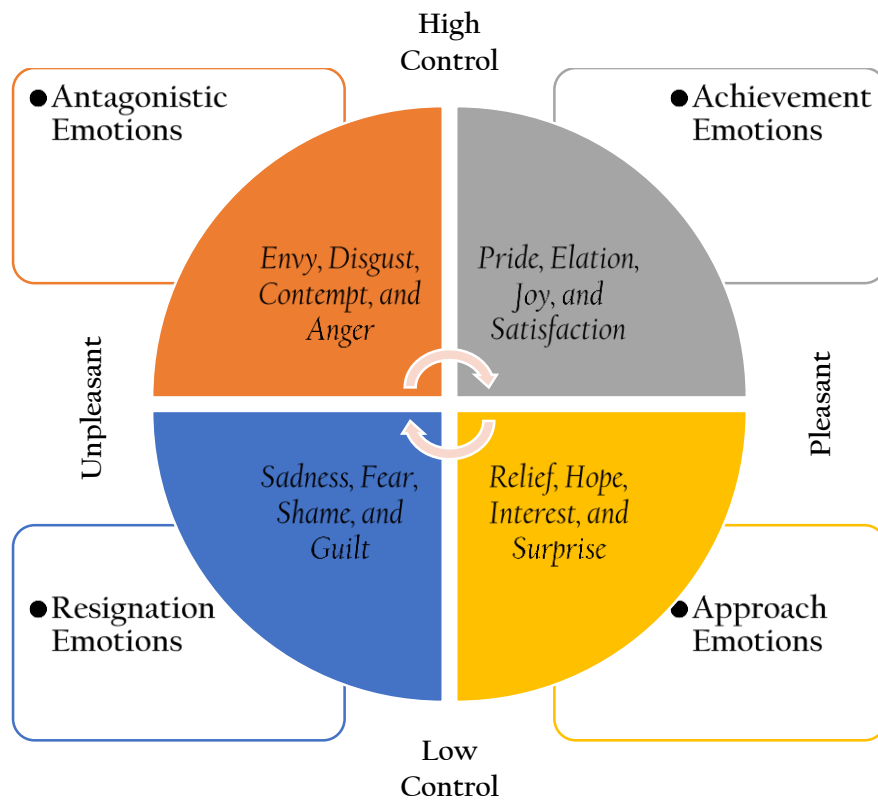 High
Control
● Antagonistic
Emotions
● Achievement
Emotions
Envy, Disgust,
Contempt, and
Anger
Pride, Elation,
Joy, and
Satisfaction
Unpleasant
Pleasant
Sadness, Fear,
Shame, and
Guilt
Relief, Hope,
Interest, and
Surprise
● Resignation
Emotions
● Approach
Emotions
Low
Control